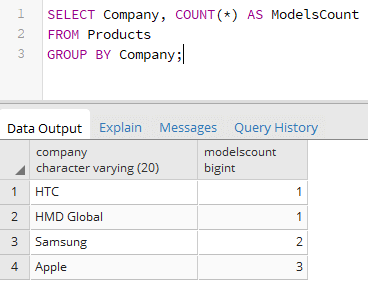 1 SELECT Company, COUNT(*) AS ModelsCount
2 FROM Products
3 GROUP BY Company;
Data Output Explain Messages Query History
company modelscount
character varying (20) bigint
1 HTC 1
2 HMD Global 1
3 Samsung 2
4 Apple 3